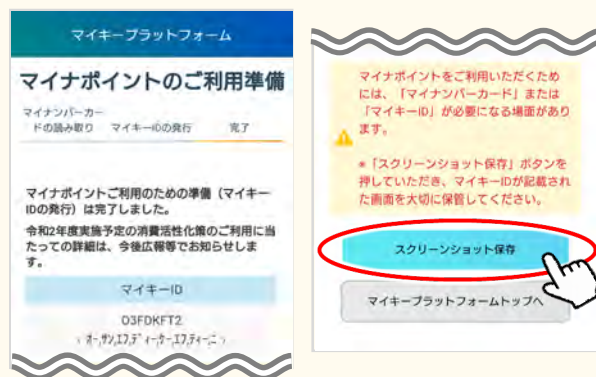 マイキープラットフォーム
マイナポイントのご利用準備
マイナンバーカー
ドの読み取り マイキーIDの発行 完了
マイナポイントご利用のための準備（マイキー
IDの発行）は完了しました。
令和2年度実施予定の消費活性化策のご利用に当
たっての詳細は、今後広報等でお知らせしま
す。
マイキーID
O3FDKFT2
マイナポイントをご利用いただくため
には、「マイナンバーカード」または
「マイキーID」が必要になる場面があり
ます。
*「スクリーンショット保存」ボタンを
押していただき、マイキーIDが記載され
た画面を大切に保管してください。
スクリーンショット保存
マイキープラットフォームトップへ